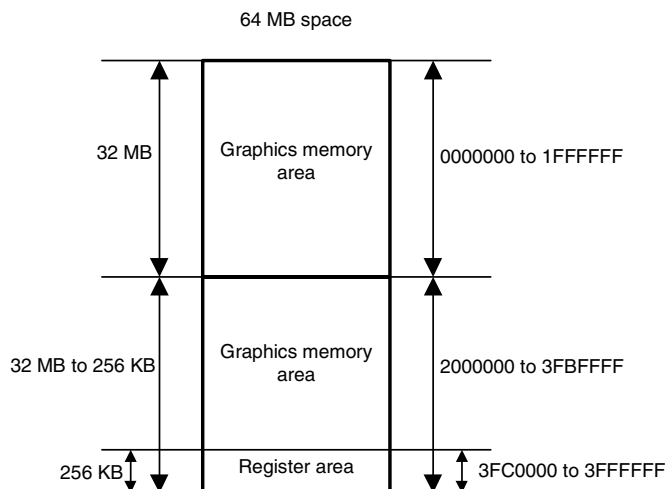 64 MB space
32 MB
Graphics memory
area
0000000 to 1FFFFFF
32 MB to 256 KB
Graphics memory
area
2000000 to 3FBFFFF
256 KB
Register area
3FC0000 to 3FFFFFF